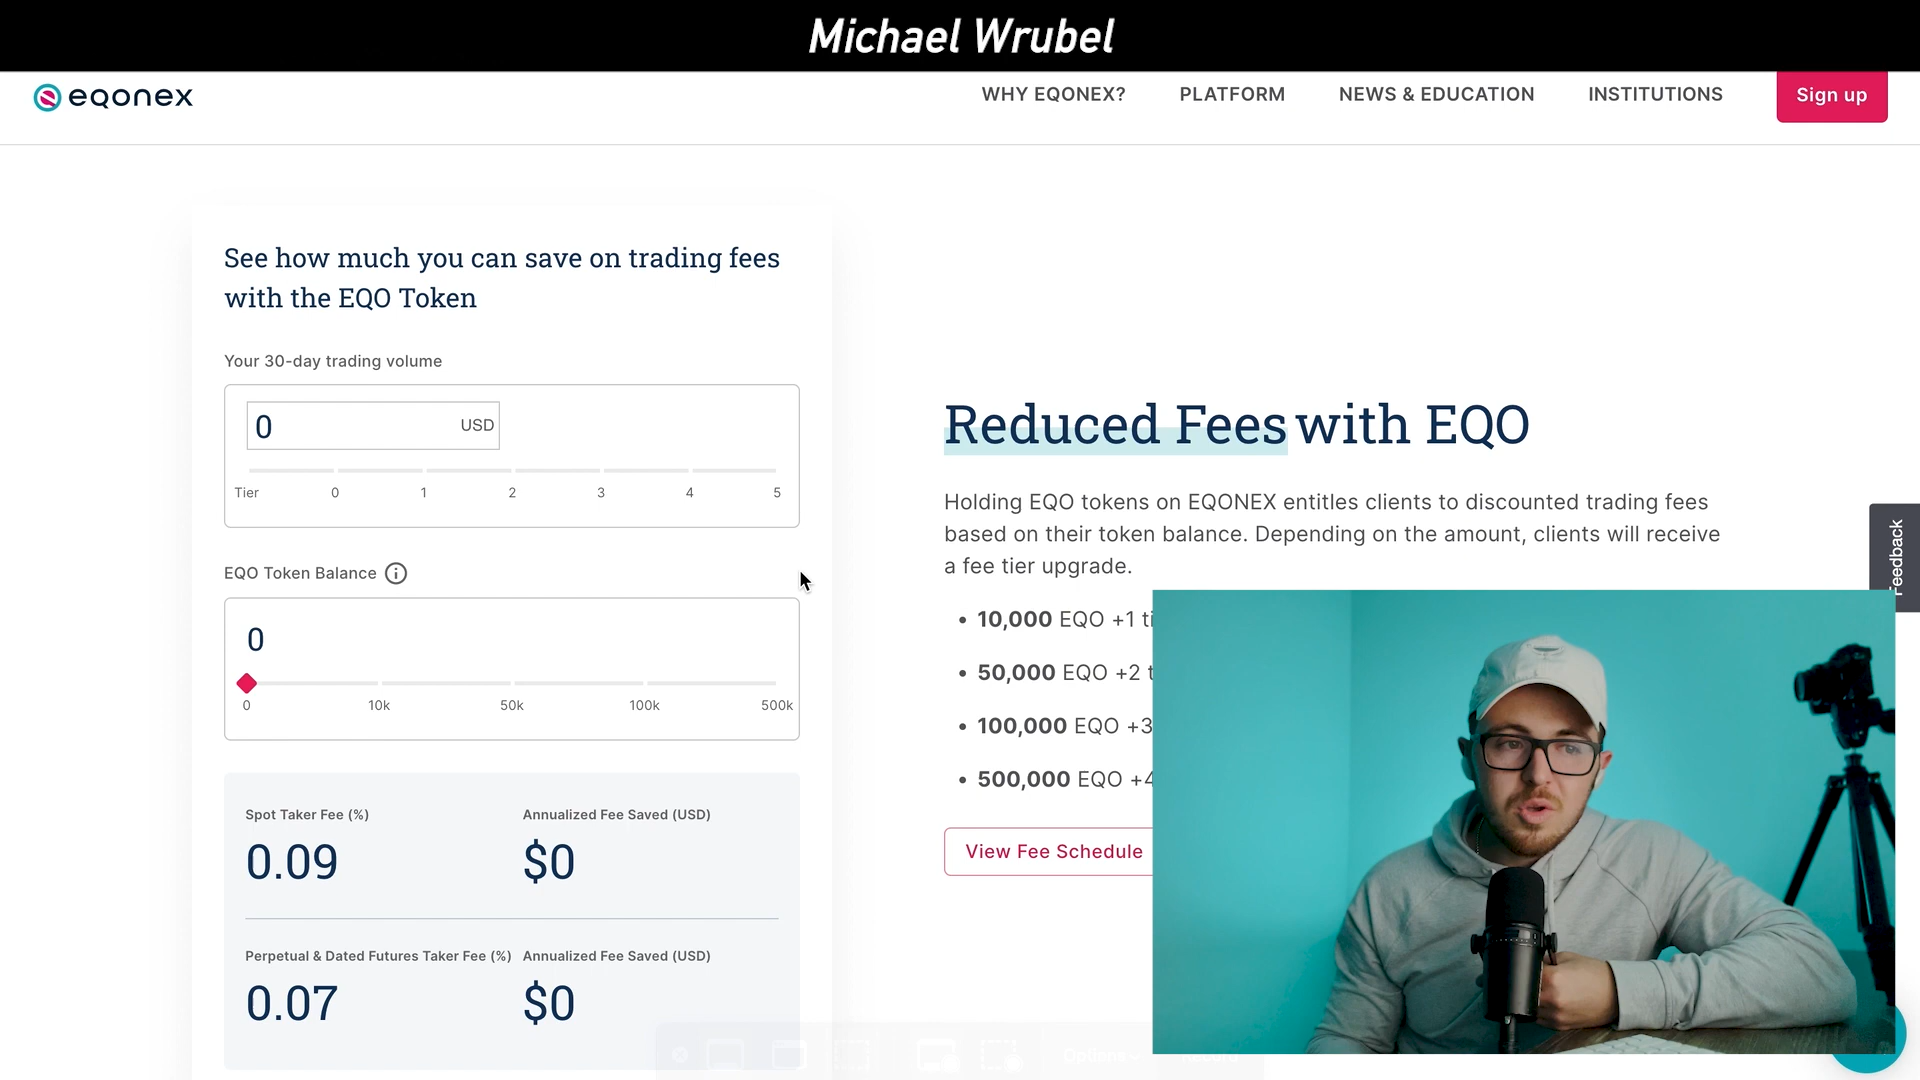 Michael Wrubel
eqonex
WHY EQONEX?
PLATFORM
NEWS & EDUCATION
INSTITUTIONS
Sign up
See how much you can save on trading fees
with the EQO Token
Your 30-day trading volume
0 USD
Tier 0 1 2 3 4 5
EQO Token Balance
0
0 10k 50k 100k 500k
Spot Taker Fee (%) Annualized Fee Saved (USD)
0.09 $0
Perpetual & Dated Futures Taker Fee (%) Annualized Fee Saved (USD)
0.07 $0
Reduced Fees with EQO
Holding EQO tokens on EQONEX entitles clients to discounted trading fees
based on their token balance. Depending on the amount, clients will receive
a fee tier upgrade.
• 10,000 EQO +1 ti
• 50,000 EQO +2 t
• 100,000 EQO +3
• 500,000 EQO +4
View Fee Schedule
Feedback